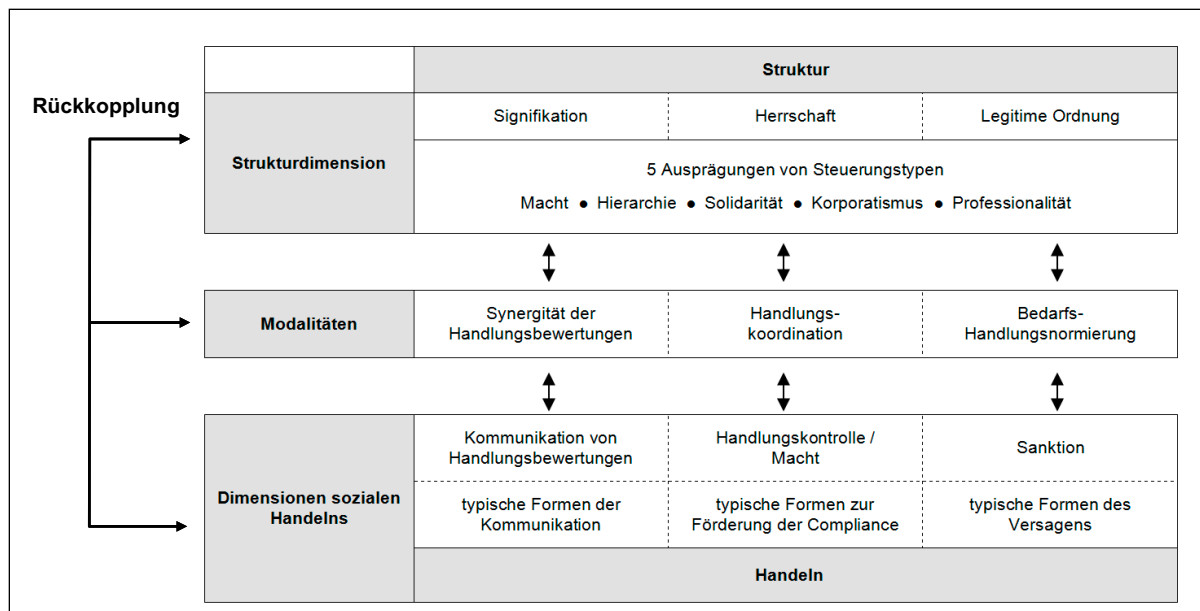 Struktur
Rückkopplung
Strukturdimension
Signifikation
Herrschaft
Legitime Ordnung
5 Ausprägungen von Steuerungstypen
Macht ● Hierarchie ● Solidarität ● Korporatismus ● Professionalität
Modalitäten
Synergität der
Handlungsbewertungen
Handlungs-
koordination
Bedarfs-
Handlungsnormierung
Dimensionen sozialen
Handelns
Kommunikation von
Handlungsbewertungen
Handlungskontrolle /
Macht
Sanktion
typische Formen der
Kommunikation
typische Formen zur
Förderung der Compliance
typische Formen des
Versagens
Handeln